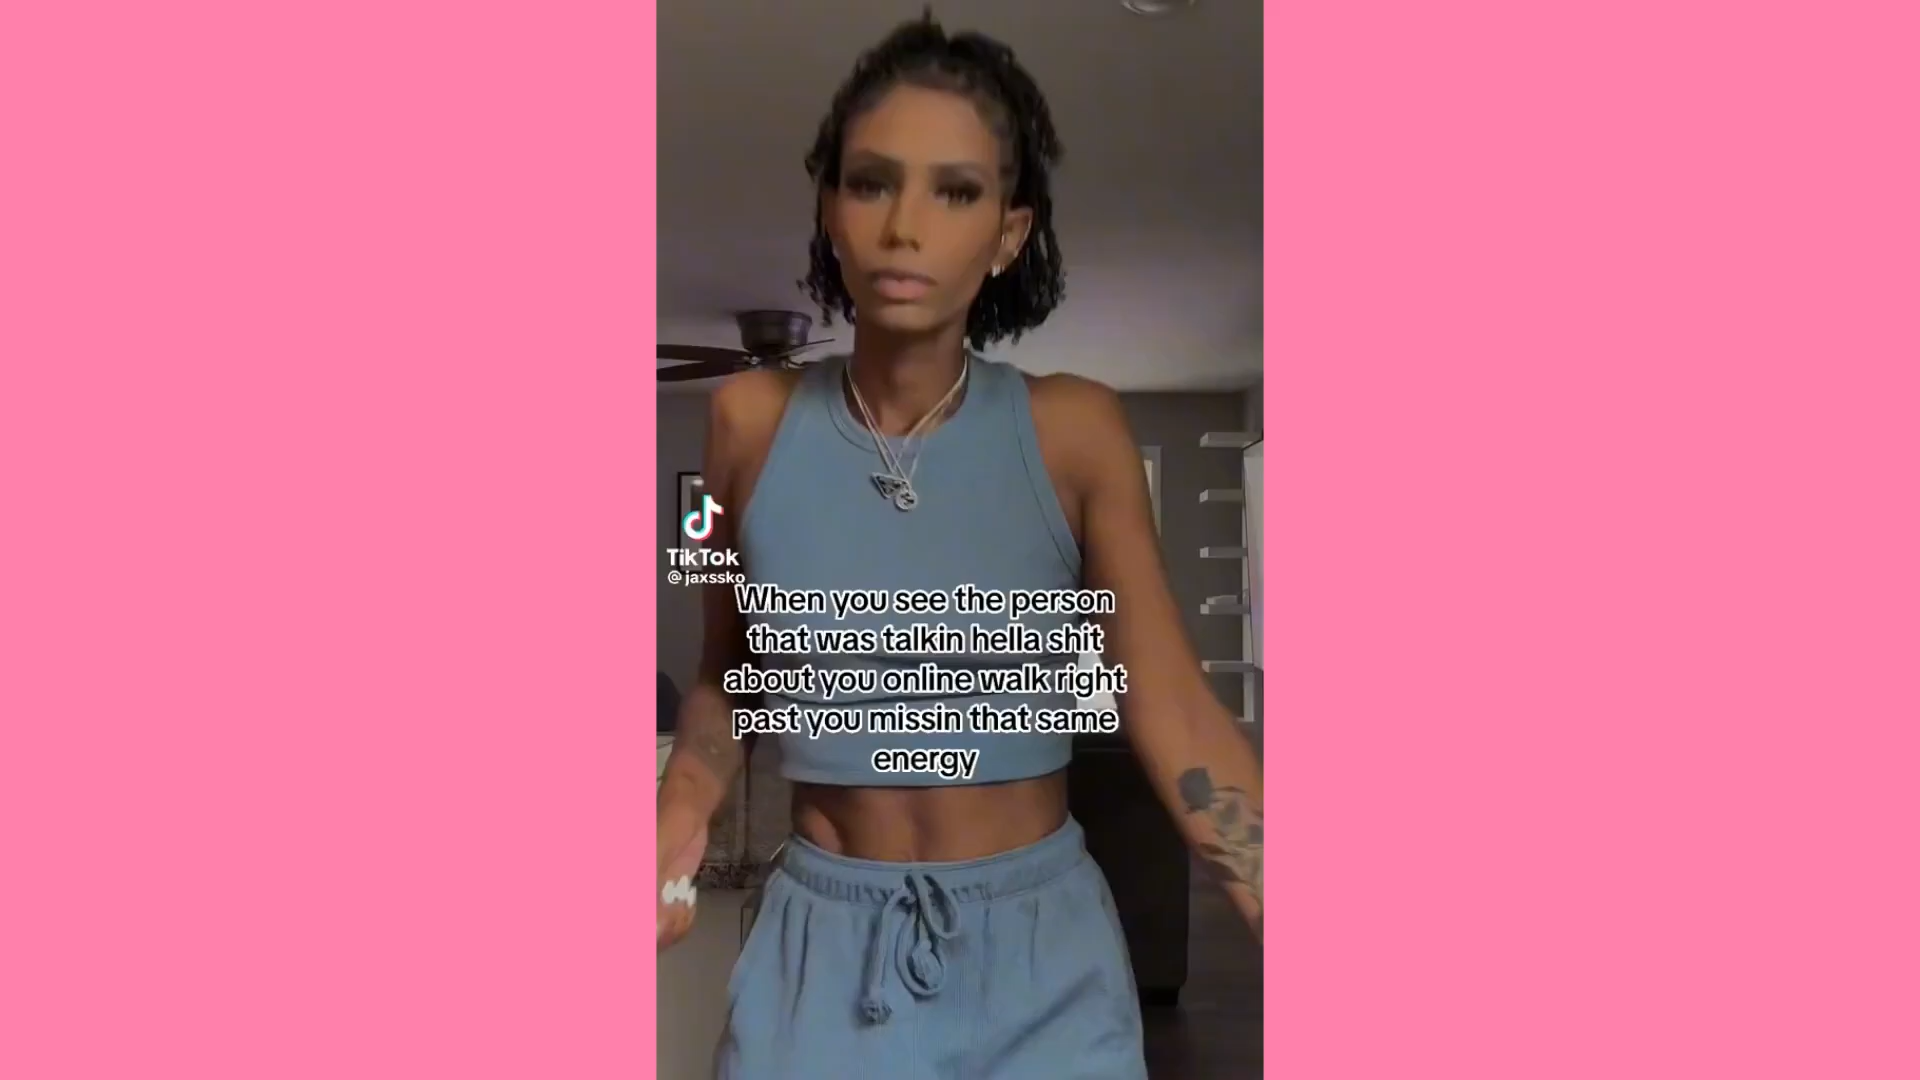 TikTok
@jaxssko
When you see the person
that was talkin hella shit
about you online walk right
past you missin that same
energy